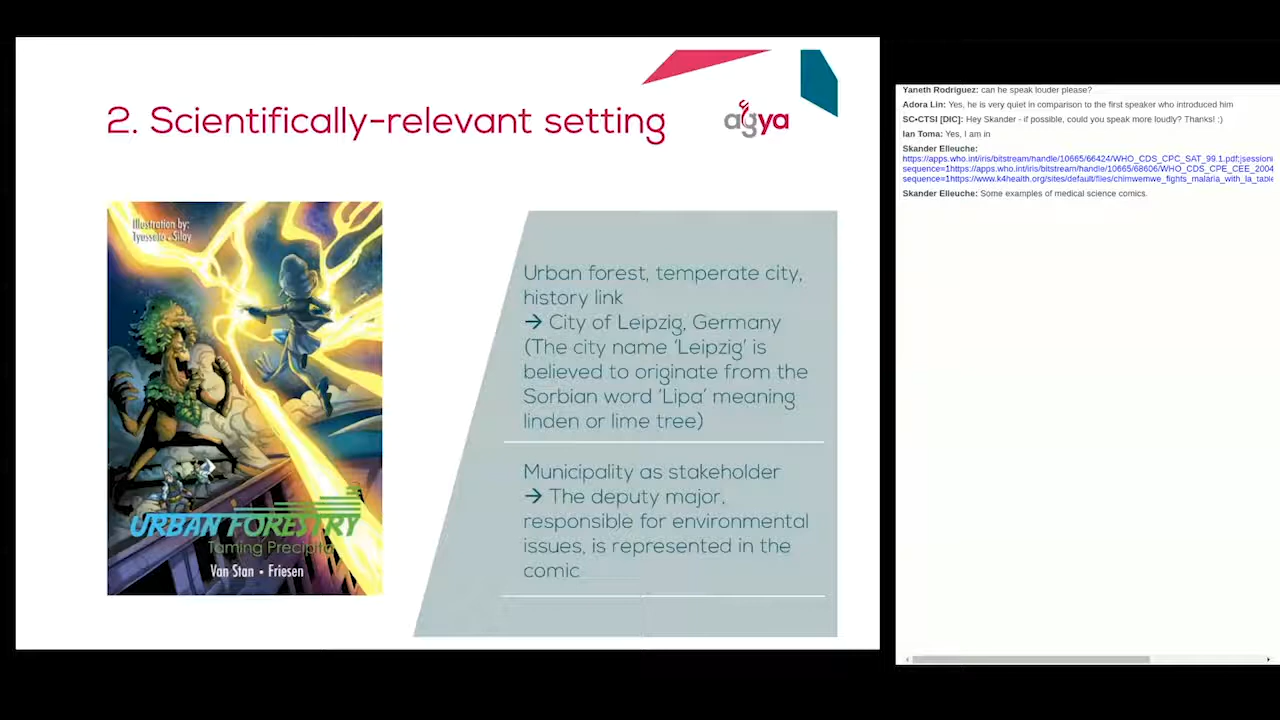 2. Scientifically-relevant setting
agya
Illustration by:
Tyusetio • Siloy
URBAN FORESTRY
Taming Precipita
Van Stan • Friesen
Urban forest, temperate city,
history link
→ City of Leipzig, Germany
(The city name ‘Leipzig’ is
believed to originate from the
Sorbian word ‘Lipa’ meaning
linden or lime tree)
Municipality as stakeholder
→ The deputy major,
responsible for environmental
issues, is represented in the
comic
Yaneth Rodriguez: can he speak louder please?
Adora Lin: Yes, he is very quiet in comparison to the first speaker who introduced him
SC•CTSI [DIC]: Hey Skander - if possible, could you speak more loudly? Thanks! :)
Ian Toma: Yes, I am in
Skander Elleuche:
https://apps.who.int/iris/bitstream/handle/10665/66424/WHO_CDS_CPC_SAT_99.1.pdf;jsessioni
sequence=1https://apps.who.int/iris/bitstream/handle/10665/68606/WHO_CDS_CPE_CEE_2004
sequence=1https://www.k4health.org/sites/default/files/chimwemwe_fights_malaria_with_la_table
Skander Elleuche: Some examples of medical science comics.